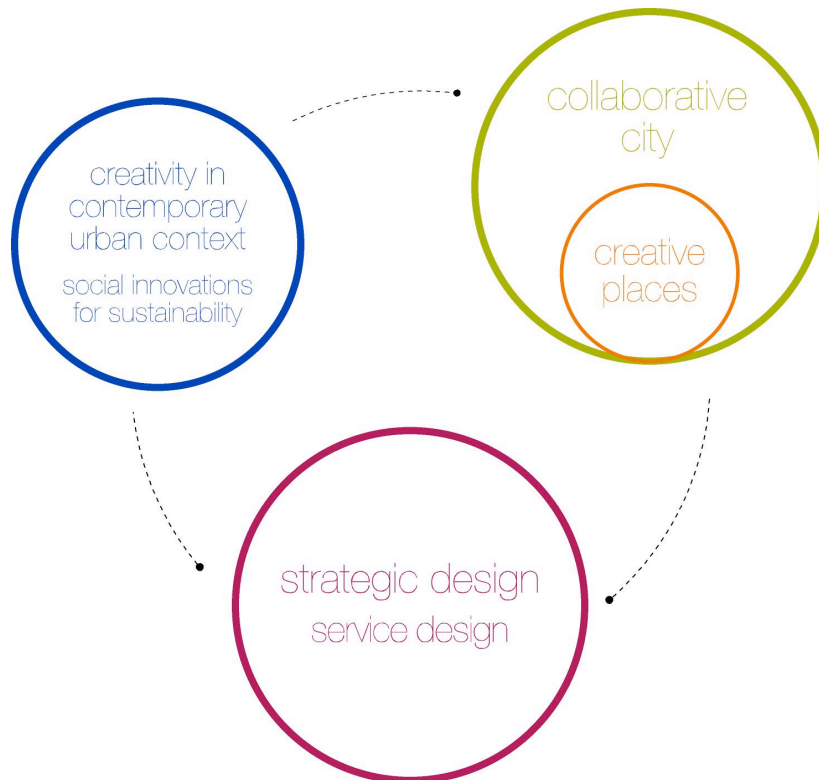 creativity in
contemporary
urban context
social innovations
for sustainability
collaborative
city
creative
places
strategic design
service design